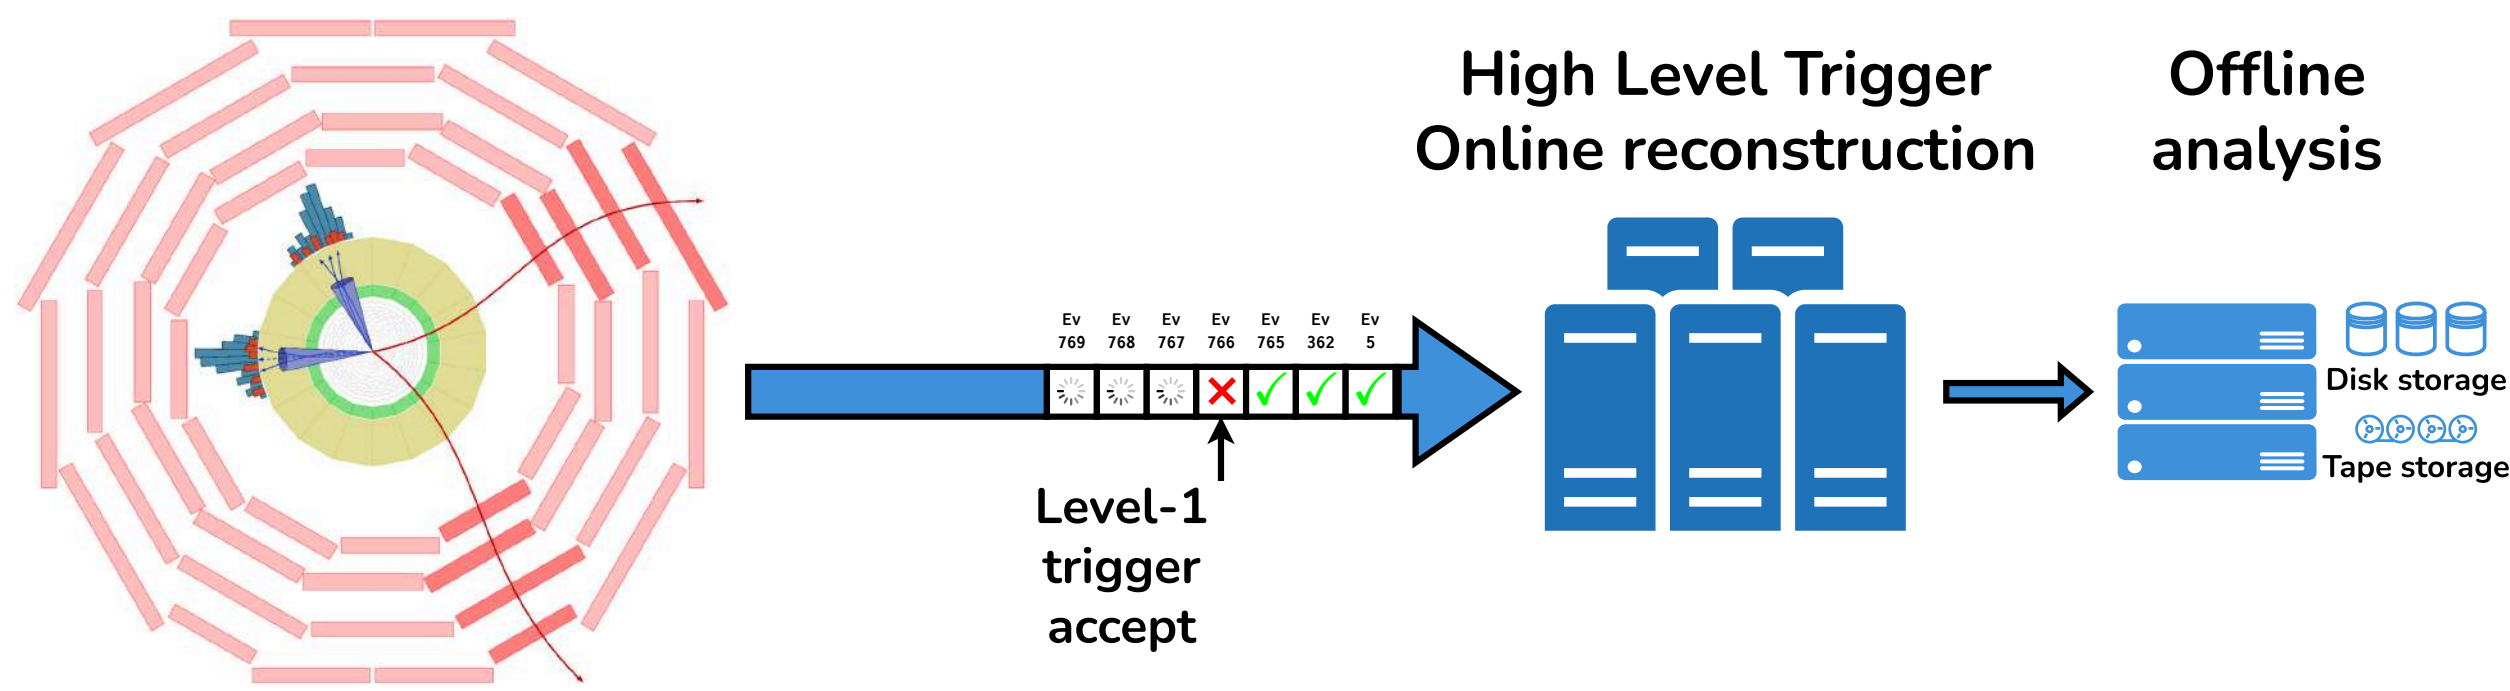 High Level Trigger
Online reconstruction
Offline
analysis
Ev
769
Ev
768
Ev
767
Ev
766
Ev
765
Ev
362
Ev
5
Level-1
trigger
accept
Disk storage
Tape storage